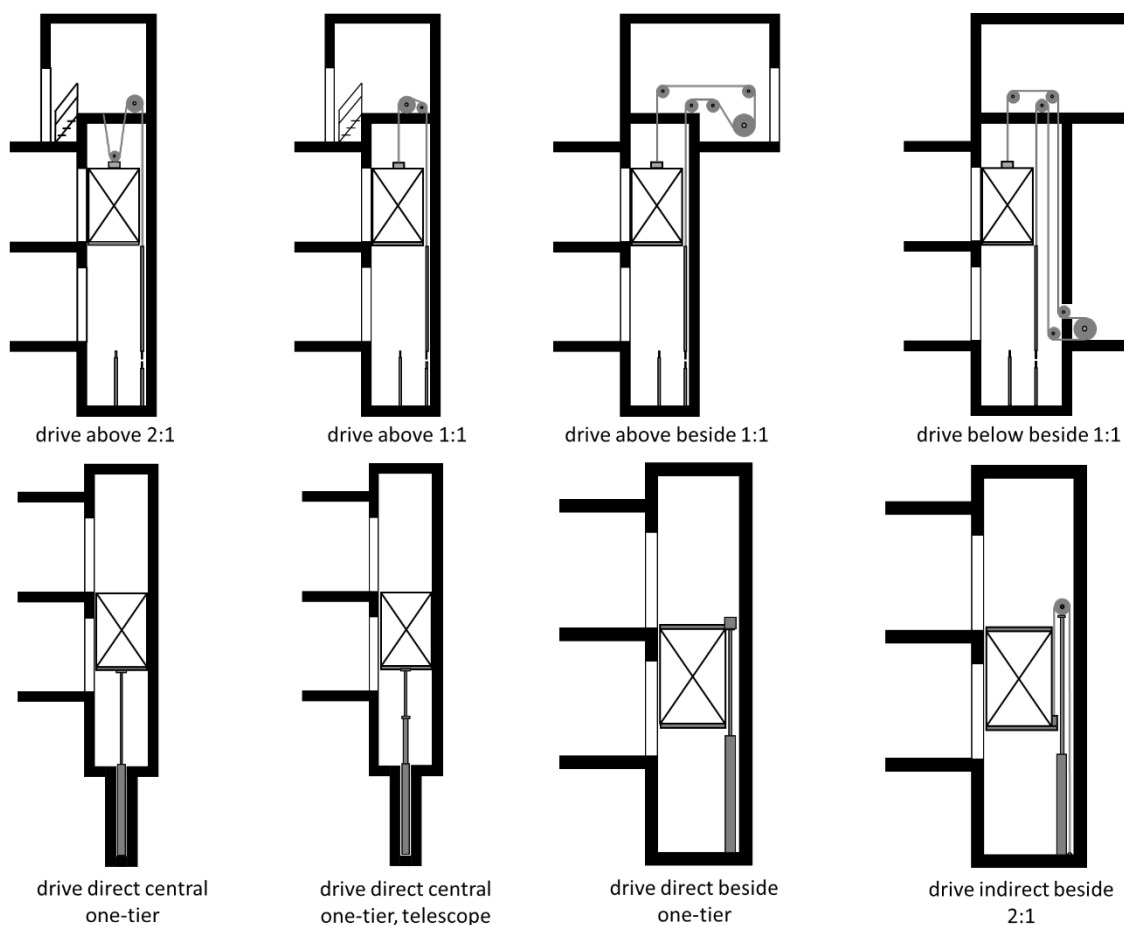 drive above 2:1
drive above 1:1
drive above beside 1:1
drive below beside 1:1
drive direct central
one-tier
drive direct central
one-tier, telescope
drive direct beside
one-tier
drive indirect beside
2:1